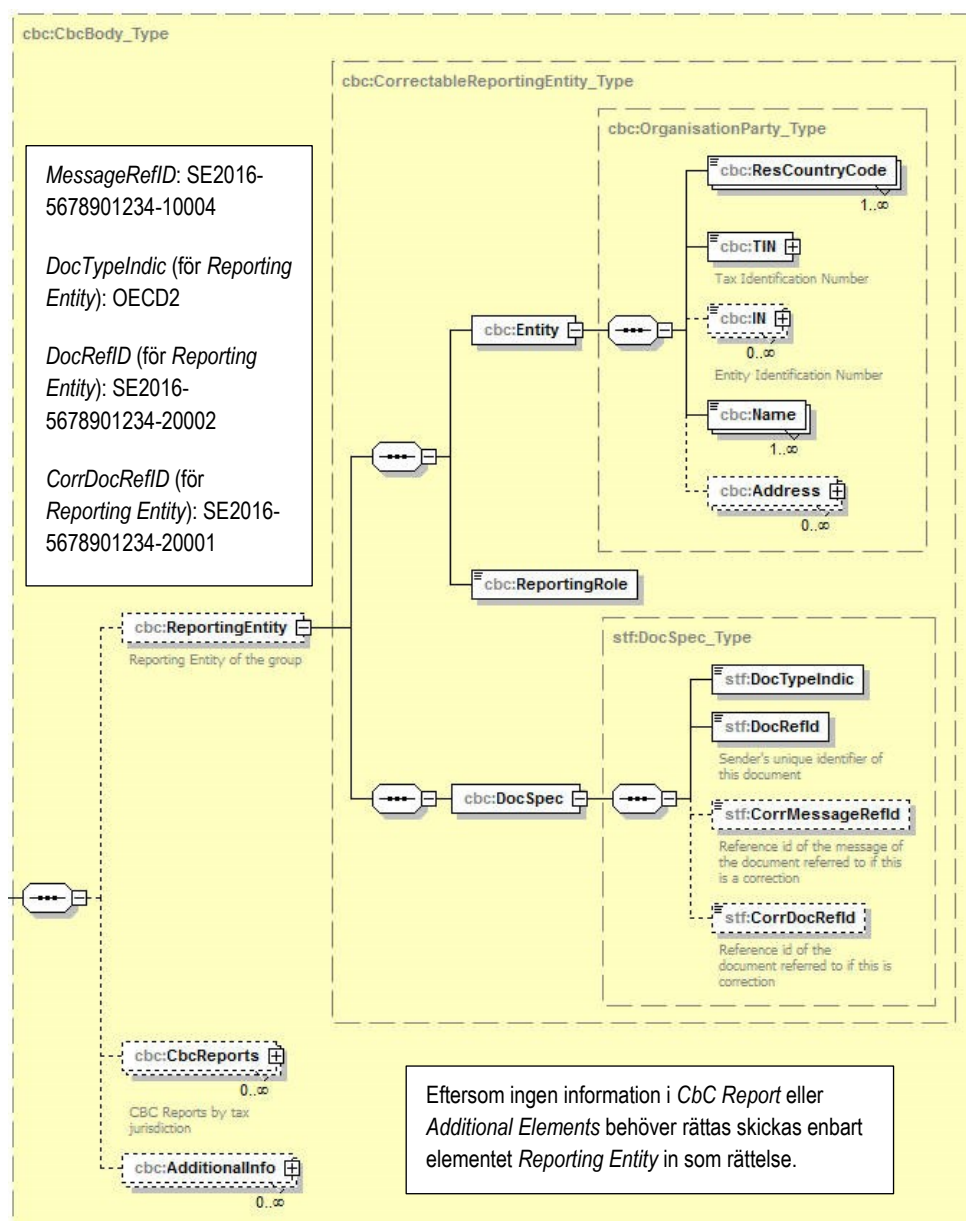 cbc:CbcBody_Type
cbc:CorrectableReportingEntity_Type
cbc:OrganisationParty_Type
MessageRefID: SE2016-
5678901234-10004
DocTypeIndic (för Reporting
Entity): OECD2
DocRefID (för Reporting
Entity): SE2016-
5678901234-20002
CorrDocRefID (för
Reporting Entity): SE2016-
5678901234-20001
cbc:ResCountryCode
1..∞
cbc:TIN
Tax Identification Number
cbc:IN
0..∞
Entity Identification Number
cbc:Entity
cbc:Name
1..∞
cbc:Address
0..∞
cbc:ReportingRole
cbc:ReportingEntity
Reporting Entity of the group
stf:DocSpec_Type
stf:DocTypeIndic
stf:DocRefId
Sender's unique identifier of
this document
cbc:DocSpec
stf:CorrMessageRefId
Reference id of the message of
the document referred to if this
is a correction
stf:CorrDocRefId
Reference id of the
document referred to if this is
correction
cbc:CbcReports
0..∞
CBC Reports by tax
jurisdiction
cbc:AdditionalInfo
0..∞
Eftersom ingen information i CbC Report eller
Additional Elements behöver rättas skickas enbart
elementet Reporting Entity in som rättelse.